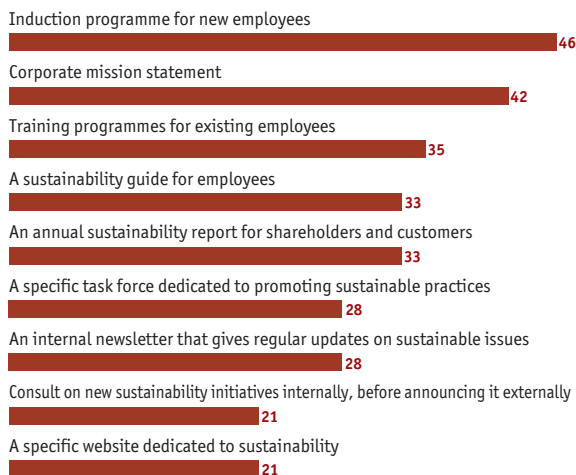 Induction programme for new employees
46
Corporate mission statement
42
Training programmes for existing employees
35
A sustainability guide for employees
33
An annual sustainability report for shareholders and customers
33
A specific task force dedicated to promoting sustainable practices
28
An internal newsletter that gives regular updates on sustainable issues
28
Consult on new sustainability initiatives internally, before announcing it externally
21
A specific website dedicated to sustainability
21